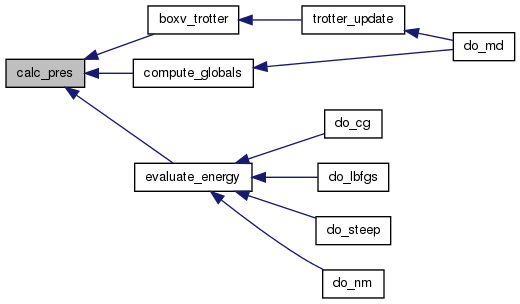 boxv_trotter
trotter_update
do_md
calc_pres
compute_globals
do_cg
evaluate_energy
do_lbfgs
do_steep
do_nm